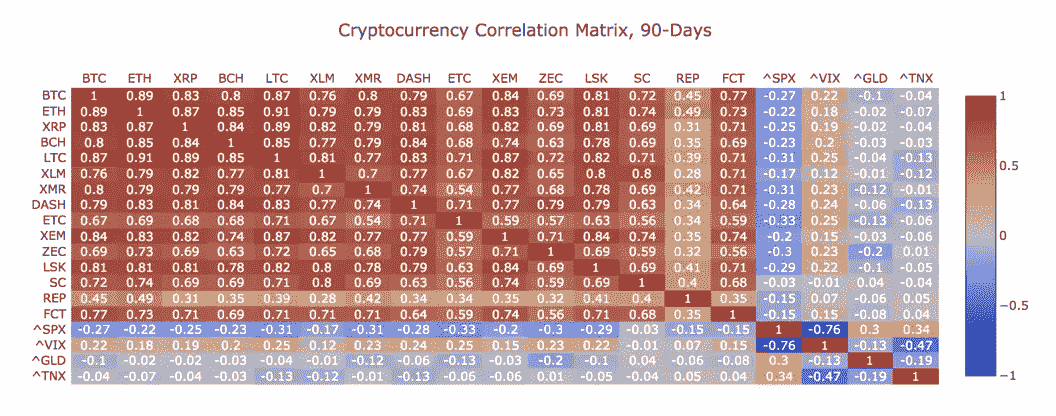 Cryptocurrency Correlation Matrix, 90-Days
BTC ETH XRP BCH LTC XLM XMR DASH ETC XEM ZEC LSK SC REP FCT ^SPX ^VIX ^GLD ^TNX
BTC 1 0.89 0.83 0.8 0.87 0.76 0.8 0.79 0.67 0.84 0.69 0.81 0.72 0.45 0.77 -0.27 0.22 -0.1 -0.04
ETH 0.89 1 0.87 0.85 0.91 0.79 0.79 0.83 0.69 0.83 0.73 0.81 0.74 0.49 0.73 -0.22 0.18 -0.02 -0.07
XRP 0.83 0.87 1 0.84 0.89 0.82 0.79 0.81 0.68 0.82 0.69 0.81 0.69 0.31 0.71 -0.25 0.19 -0.02 -0.04
BCH 0.8 0.85 0.84 1 0.85 0.77 0.79 0.84 0.68 0.74 0.63 0.78 0.69 0.35 0.69 -0.23 0.2 -0.03 -0.03
LTC 0.87 0.91 0.89 0.85 1 0.81 0.77 0.83 0.71 0.87 0.72 0.82 0.71 0.39 0.71 -0.31 0.25 -0.04 -0.13
XLM 0.76 0.79 0.82 0.77 0.81 1 0.7 0.77 0.67 0.82 0.65 0.8 0.8 0.28 0.71 -0.17 0.12 -0.01 -0.12
XMR 0.8 0.79 0.79 0.79 0.77 0.7 1 0.74 0.54 0.77 0.68 0.78 0.69 0.42 0.71 -0.31 0.23 -0.12 -0.01
DASH 0.79 0.83 0.81 0.84 0.83 0.77 0.74 1 0.71 0.77 0.79 0.79 0.63 0.34 0.64 -0.28 0.24 -0.06 -0.13
ETC 0.67 0.69 0.68 0.68 0.71 0.67 0.54 0.71 1 0.59 0.57 0.63 0.56 0.34 0.59 -0.33 0.25 -0.13 -0.06
XEM 0.84 0.83 0.82 0.74 0.87 0.82 0.77 0.77 0.59 1 0.71 0.84 0.74 0.35 0.74 -0.2 0.15 -0.03 -0.06
ZEC 0.69 0.73 0.69 0.63 0.72 0.65 0.68 0.79 0.57 0.71 1 0.69 0.59 0.32 0.56 -0.3 0.23 -0.2 0.01
LSK 0.81 0.81 0.81 0.78 0.82 0.8 0.78 0.79 0.63 0.84 0.69 1 0.69 0.41 0.71 -0.29 0.22 -0.1 -0.05
SC 0.72 0.74 0.69 0.69 0.71 0.8 0.69 0.63 0.56 0.74 0.59 0.69 1 0.4 0.68 -0.03 -0.01 0.04 -0.04
REP 0.45 0.49 0.31 0.35 0.39 0.28 0.42 0.34 0.34 0.35 0.32 0.41 0.4 1 0.35 -0.15 0.07 -0.06 0.05
FCT 0.77 0.73 0.71 0.69 0.71 0.71 0.71 0.64 0.59 0.74 0.56 0.71 0.68 0.35 1 -0.15 0.15 -0.08 0.04
^SPX -0.27 -0.22 -0.25 -0.23 -0.31 -0.17 -0.31 -0.28 -0.33 -0.2 -0.3 -0.29 -0.03 -0.15 -0.15 1 -0.76 0.3 0.34
^VIX 0.22 0.18 0.19 0.2 0.25 0.12 0.23 0.24 0.25 0.15 0.23 0.22 -0.01 0.07 0.15 -0.76 1 -0.13 -0.47
^GLD -0.1 -0.02 -0.02 -0.03 -0.04 -0.01 -0.12 -0.06 -0.13 -0.03 -0.2 -0.1 0.04 -0.06 -0.08 0.3 -0.13 1 -0.19
^TNX -0.04 -0.07 -0.04 -0.03 -0.13 -0.12 -0.01 -0.13 -0.06 -0.06 0.01 -0.05 -0.04 0.05 0.04 0.34 -0.47 -0.19 1
1
0.5
0
−0.5
−1